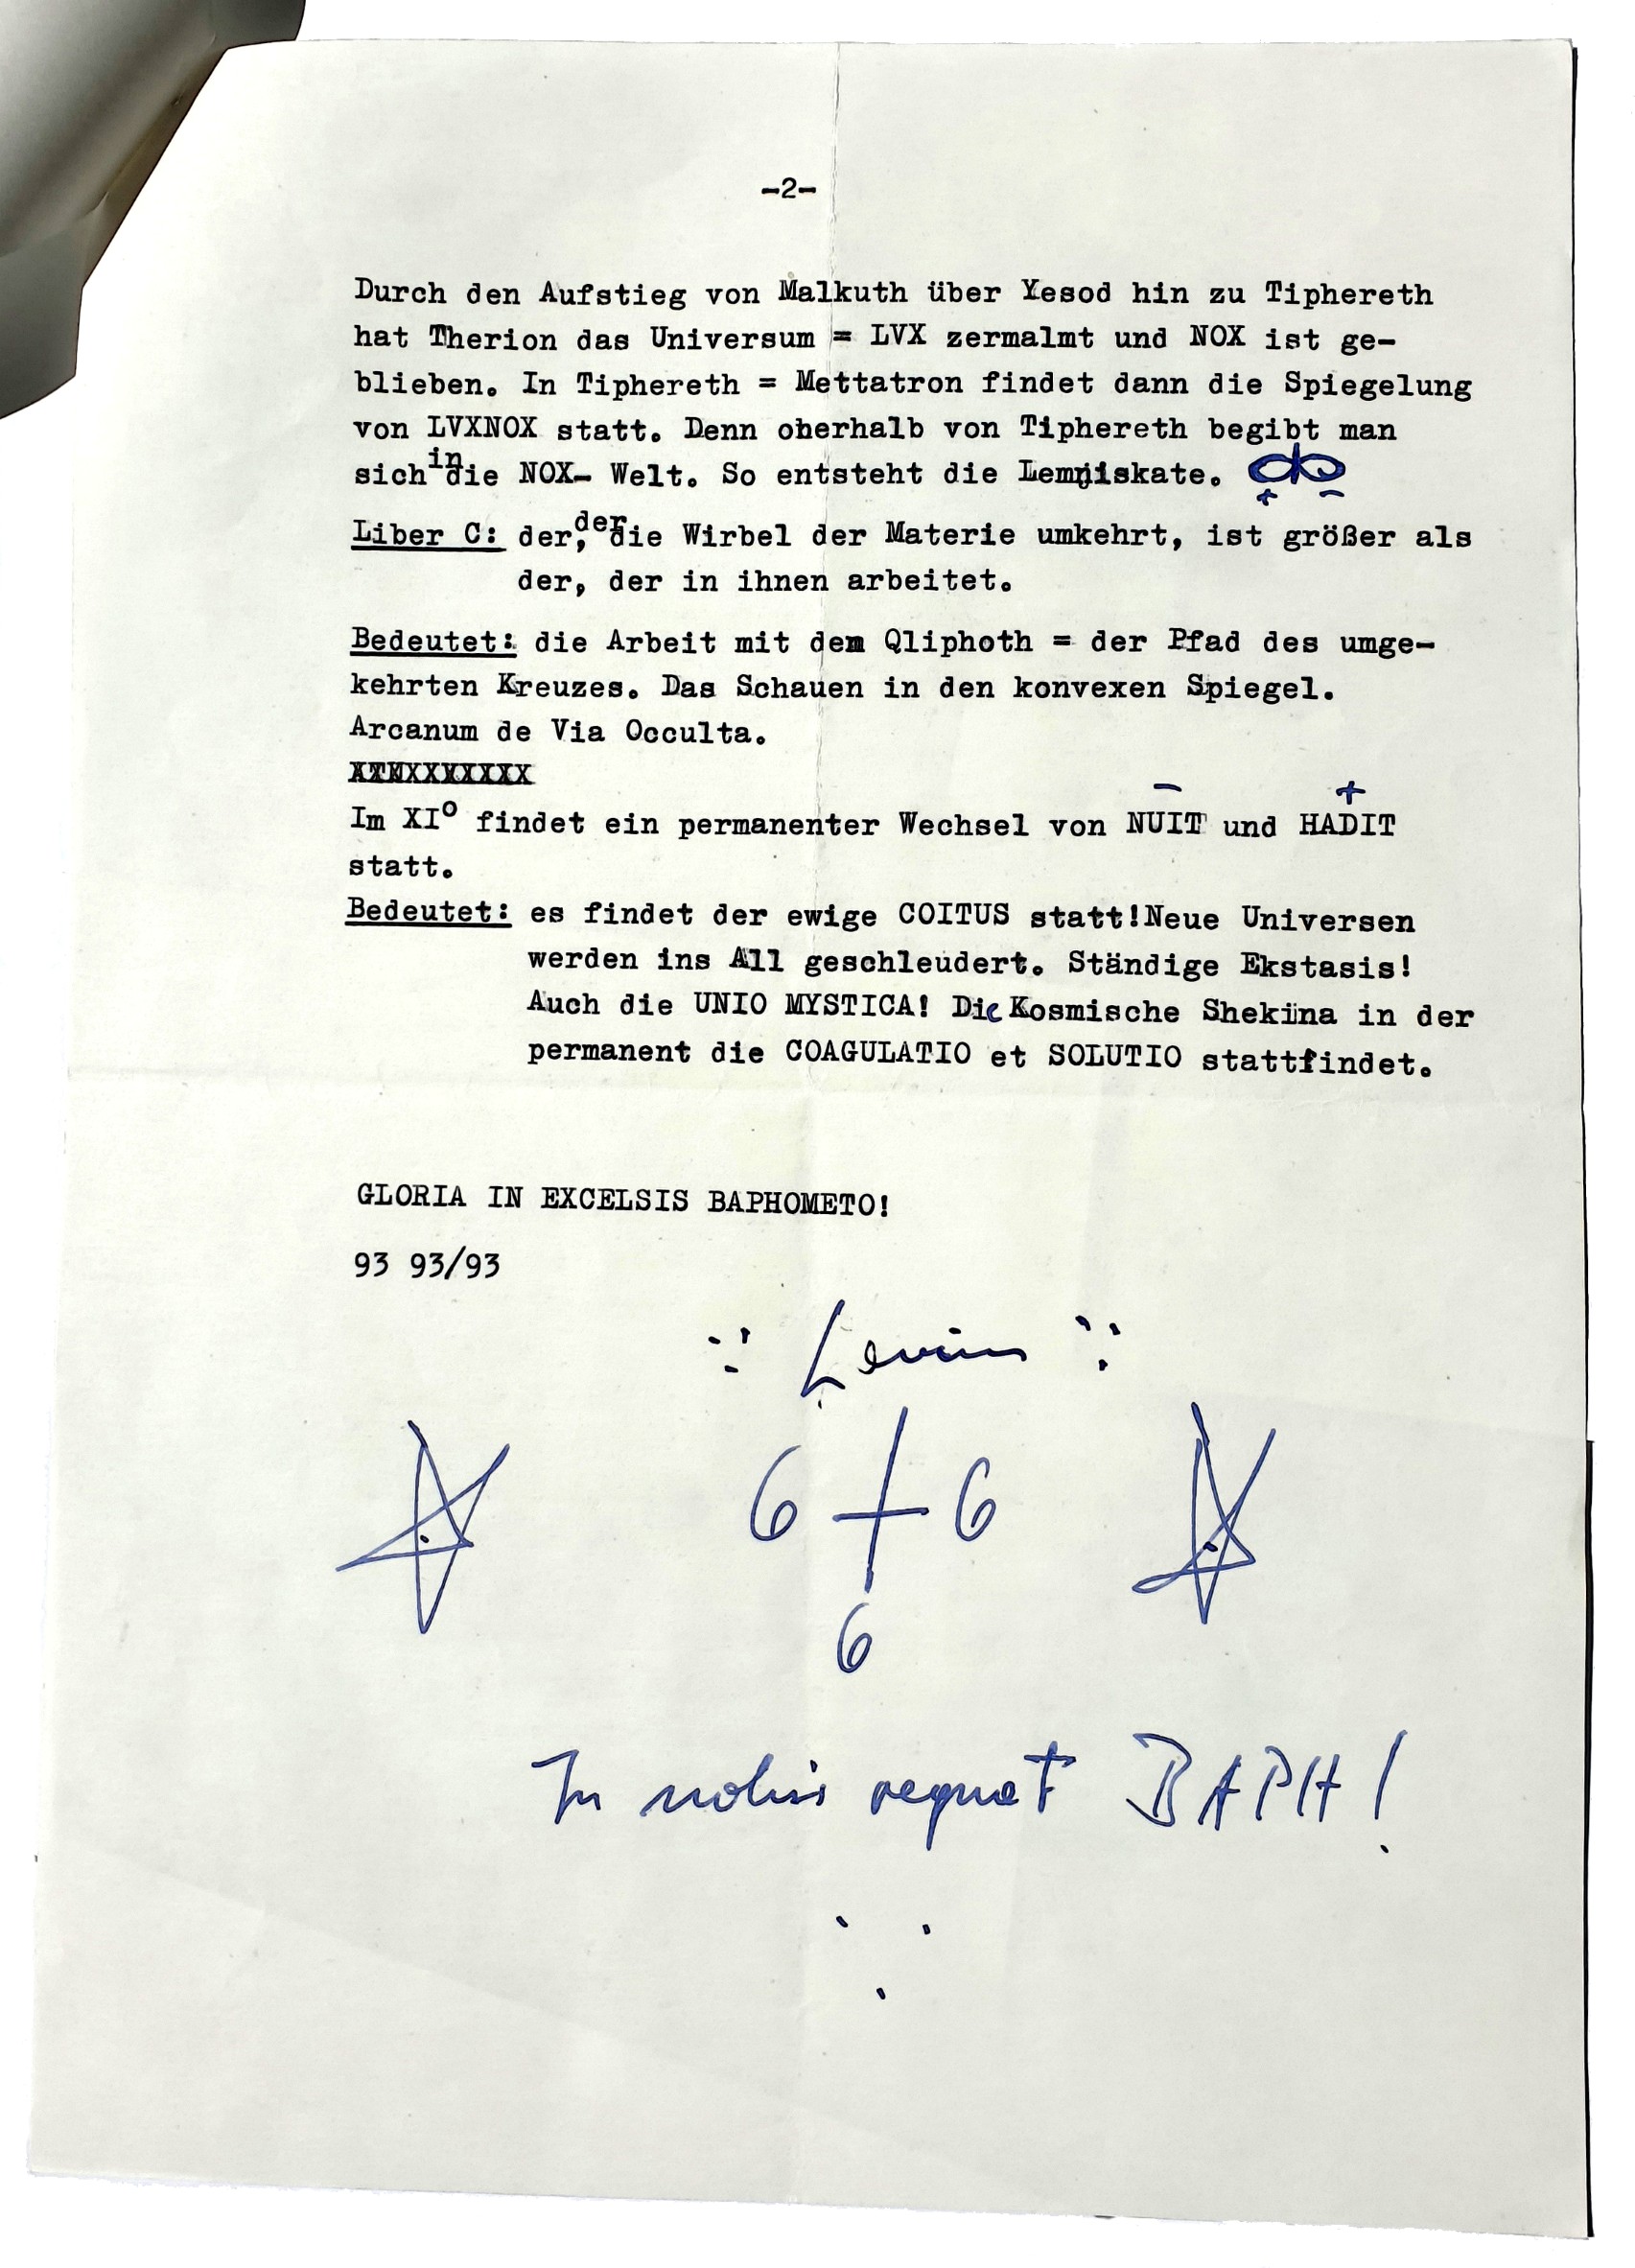 -2-
Durch den Aufstieg von Malkuth über Yesod hin zu Tiphereth
hat Therion das Universum = LVX zermalmt und NOX ist ge-
blieben. In Tiphereth = Mettatron findet dann die Spiegelung
von LVXNOX statt. Denn oherhalb von Tiphereth begibt man
sich in die NOX- Welt. So entsteht die Lemniskate.
+ -
Liber C: der, der die Wirbel der Materie umkehrt, ist größer als
der, der in ihnen arbeitet.
Bedeutet: die Arbeit mit den Qliphoth = der Pfad des umge-
kehrten Kreuzes. Das Schauen in den konvexen Spiegel.
Arcanum de Via Occulta.
Im XI° findet ein permanenter Wechsel von NUIT und HADIT
- +
statt.
Bedeutet: es findet der ewige COITUS statt!Neue Universen
werden ins All geschleudert. Ständige Ekstasis!
Auch die UNIO MYSTICA! Die Kosmische Shekina in der
permanent die COAGULATIO et SOLUTIO stattfindet.
GLORIA IN EXCELSIS BAPHOMETO!
93 93/93
6 6
6
In nobis regnat BAPH!